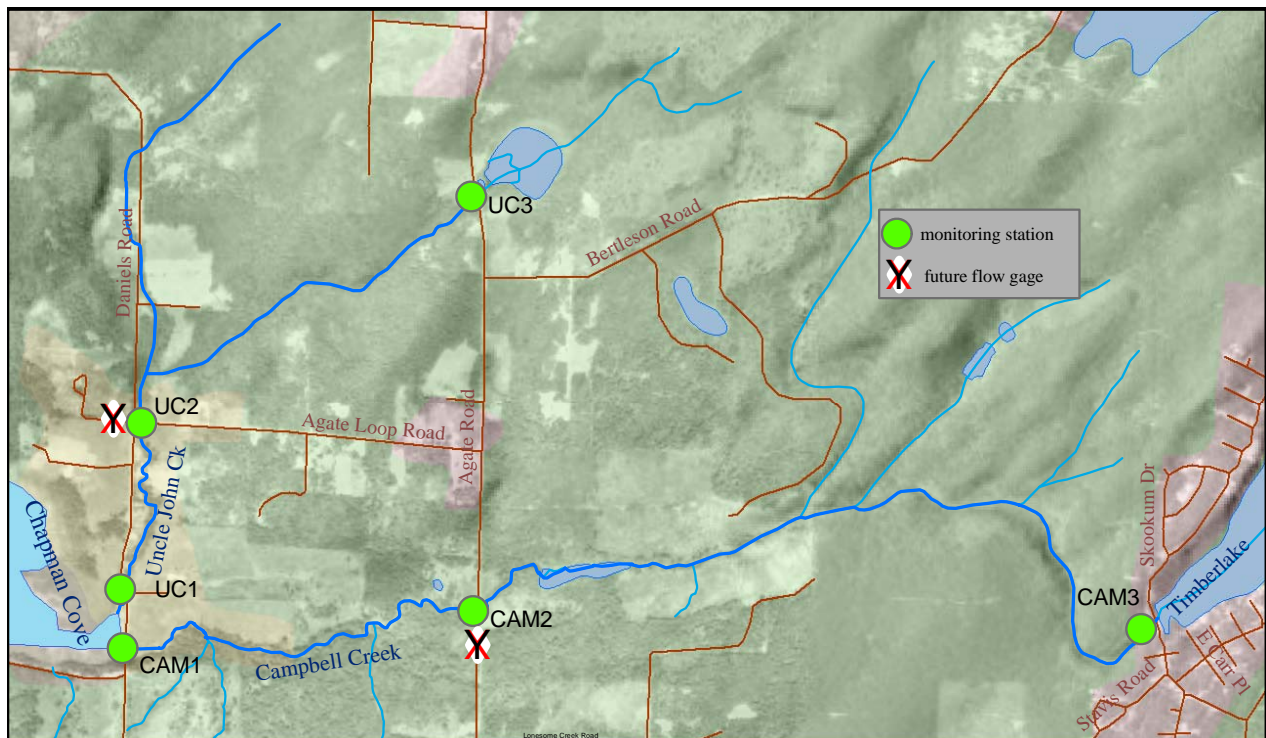 UC3
Bertleson Road
monitoring station
future flow gage
Daniels Road
UC2
Agate Loop Road
Agate Road
Uncle John Ck
Chapman Cove
UC1
Skookum Dr
Timberlake
CAM3
CAM2
CAM1
Campbell Creek
E Carr Pl
Stavis Road
Lonesome Creek Road